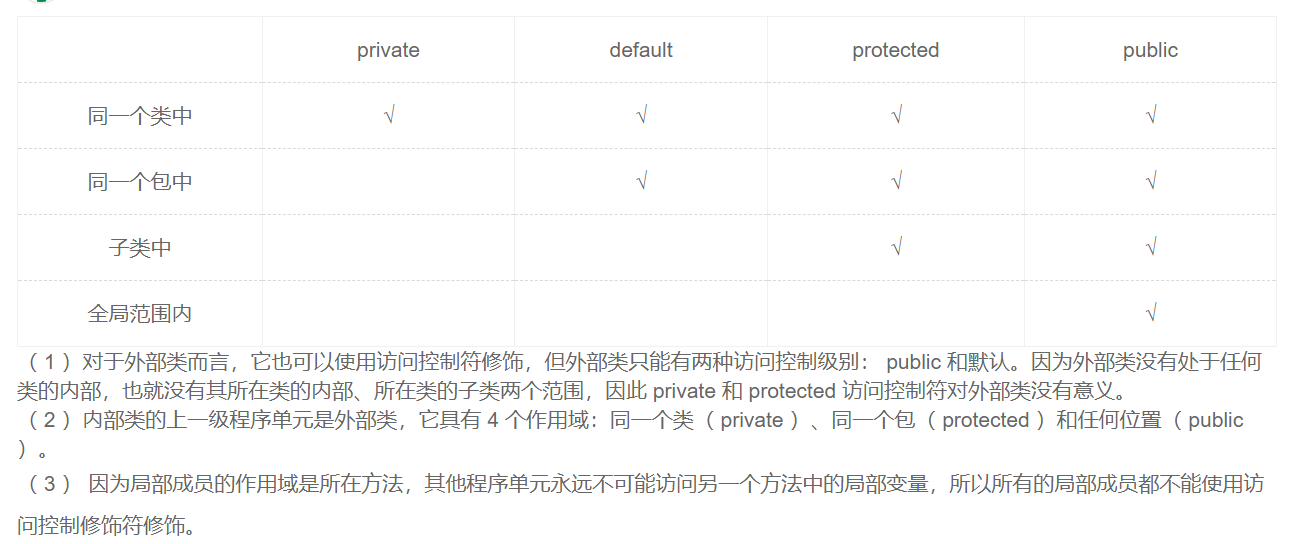 private default protected public
同一个类中 √ √ √ √
同一个包中 √ √ √
子类中 √ √
全局范围内 √
（1）对于外部类而言，它也可以使用访问控制符修饰，但外部类只能有两种访问控制级别： public 和默认。因为外部类没有处于任何
类的内部，也就没有其所在类的内部、所在类的子类两个范围，因此 private 和 protected 访问控制符对外部类没有意义。
（2）内部类的上一级程序单元是外部类，它具有 4 个作用域：同一个类（ private ）、同一个包（ protected ）和任何位置（ public
）。
（3） 因为局部成员的作用域是所在方法，其他程序单元永远不可能访问另一个方法中的局部变量，所以所有的局部成员都不能使用访
问控制修饰符修饰。